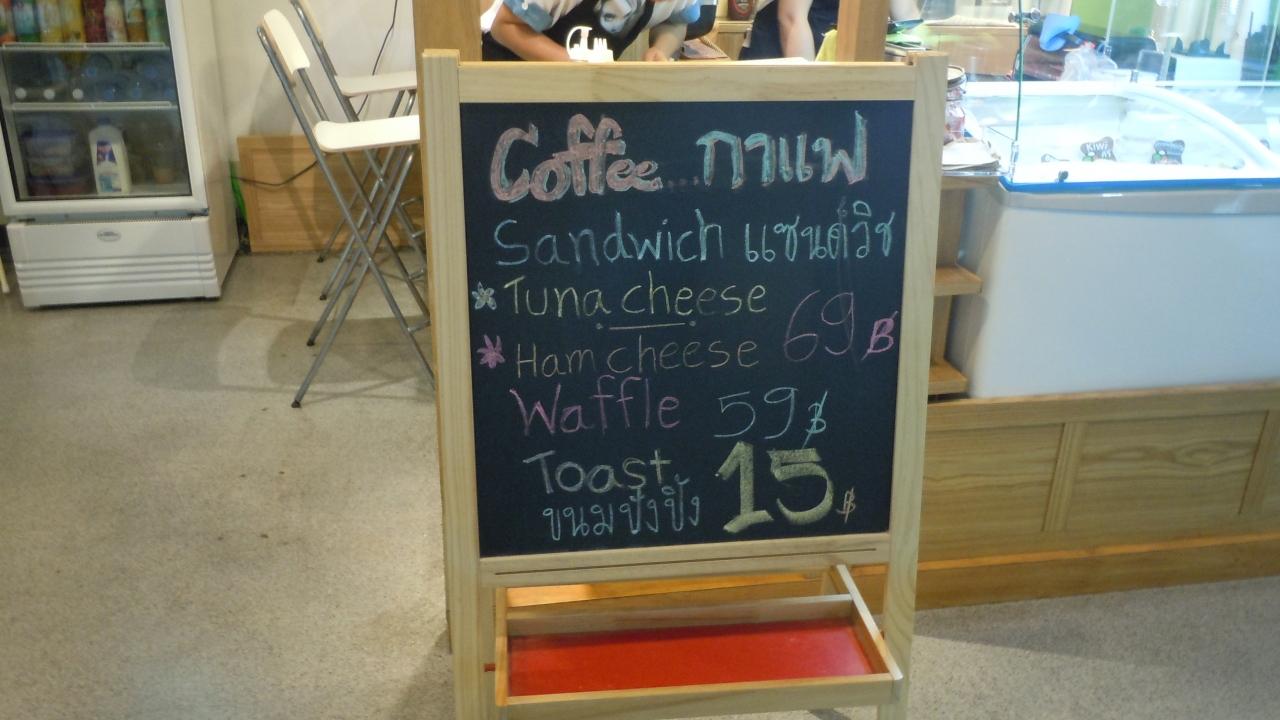 Coffee...กาแฟ
Sandwich แซนด์วิช
Tuna cheese
Ham cheese 69฿
Waffle 59฿
Toast 15฿
ขนมปังปิ้ง
KIWI